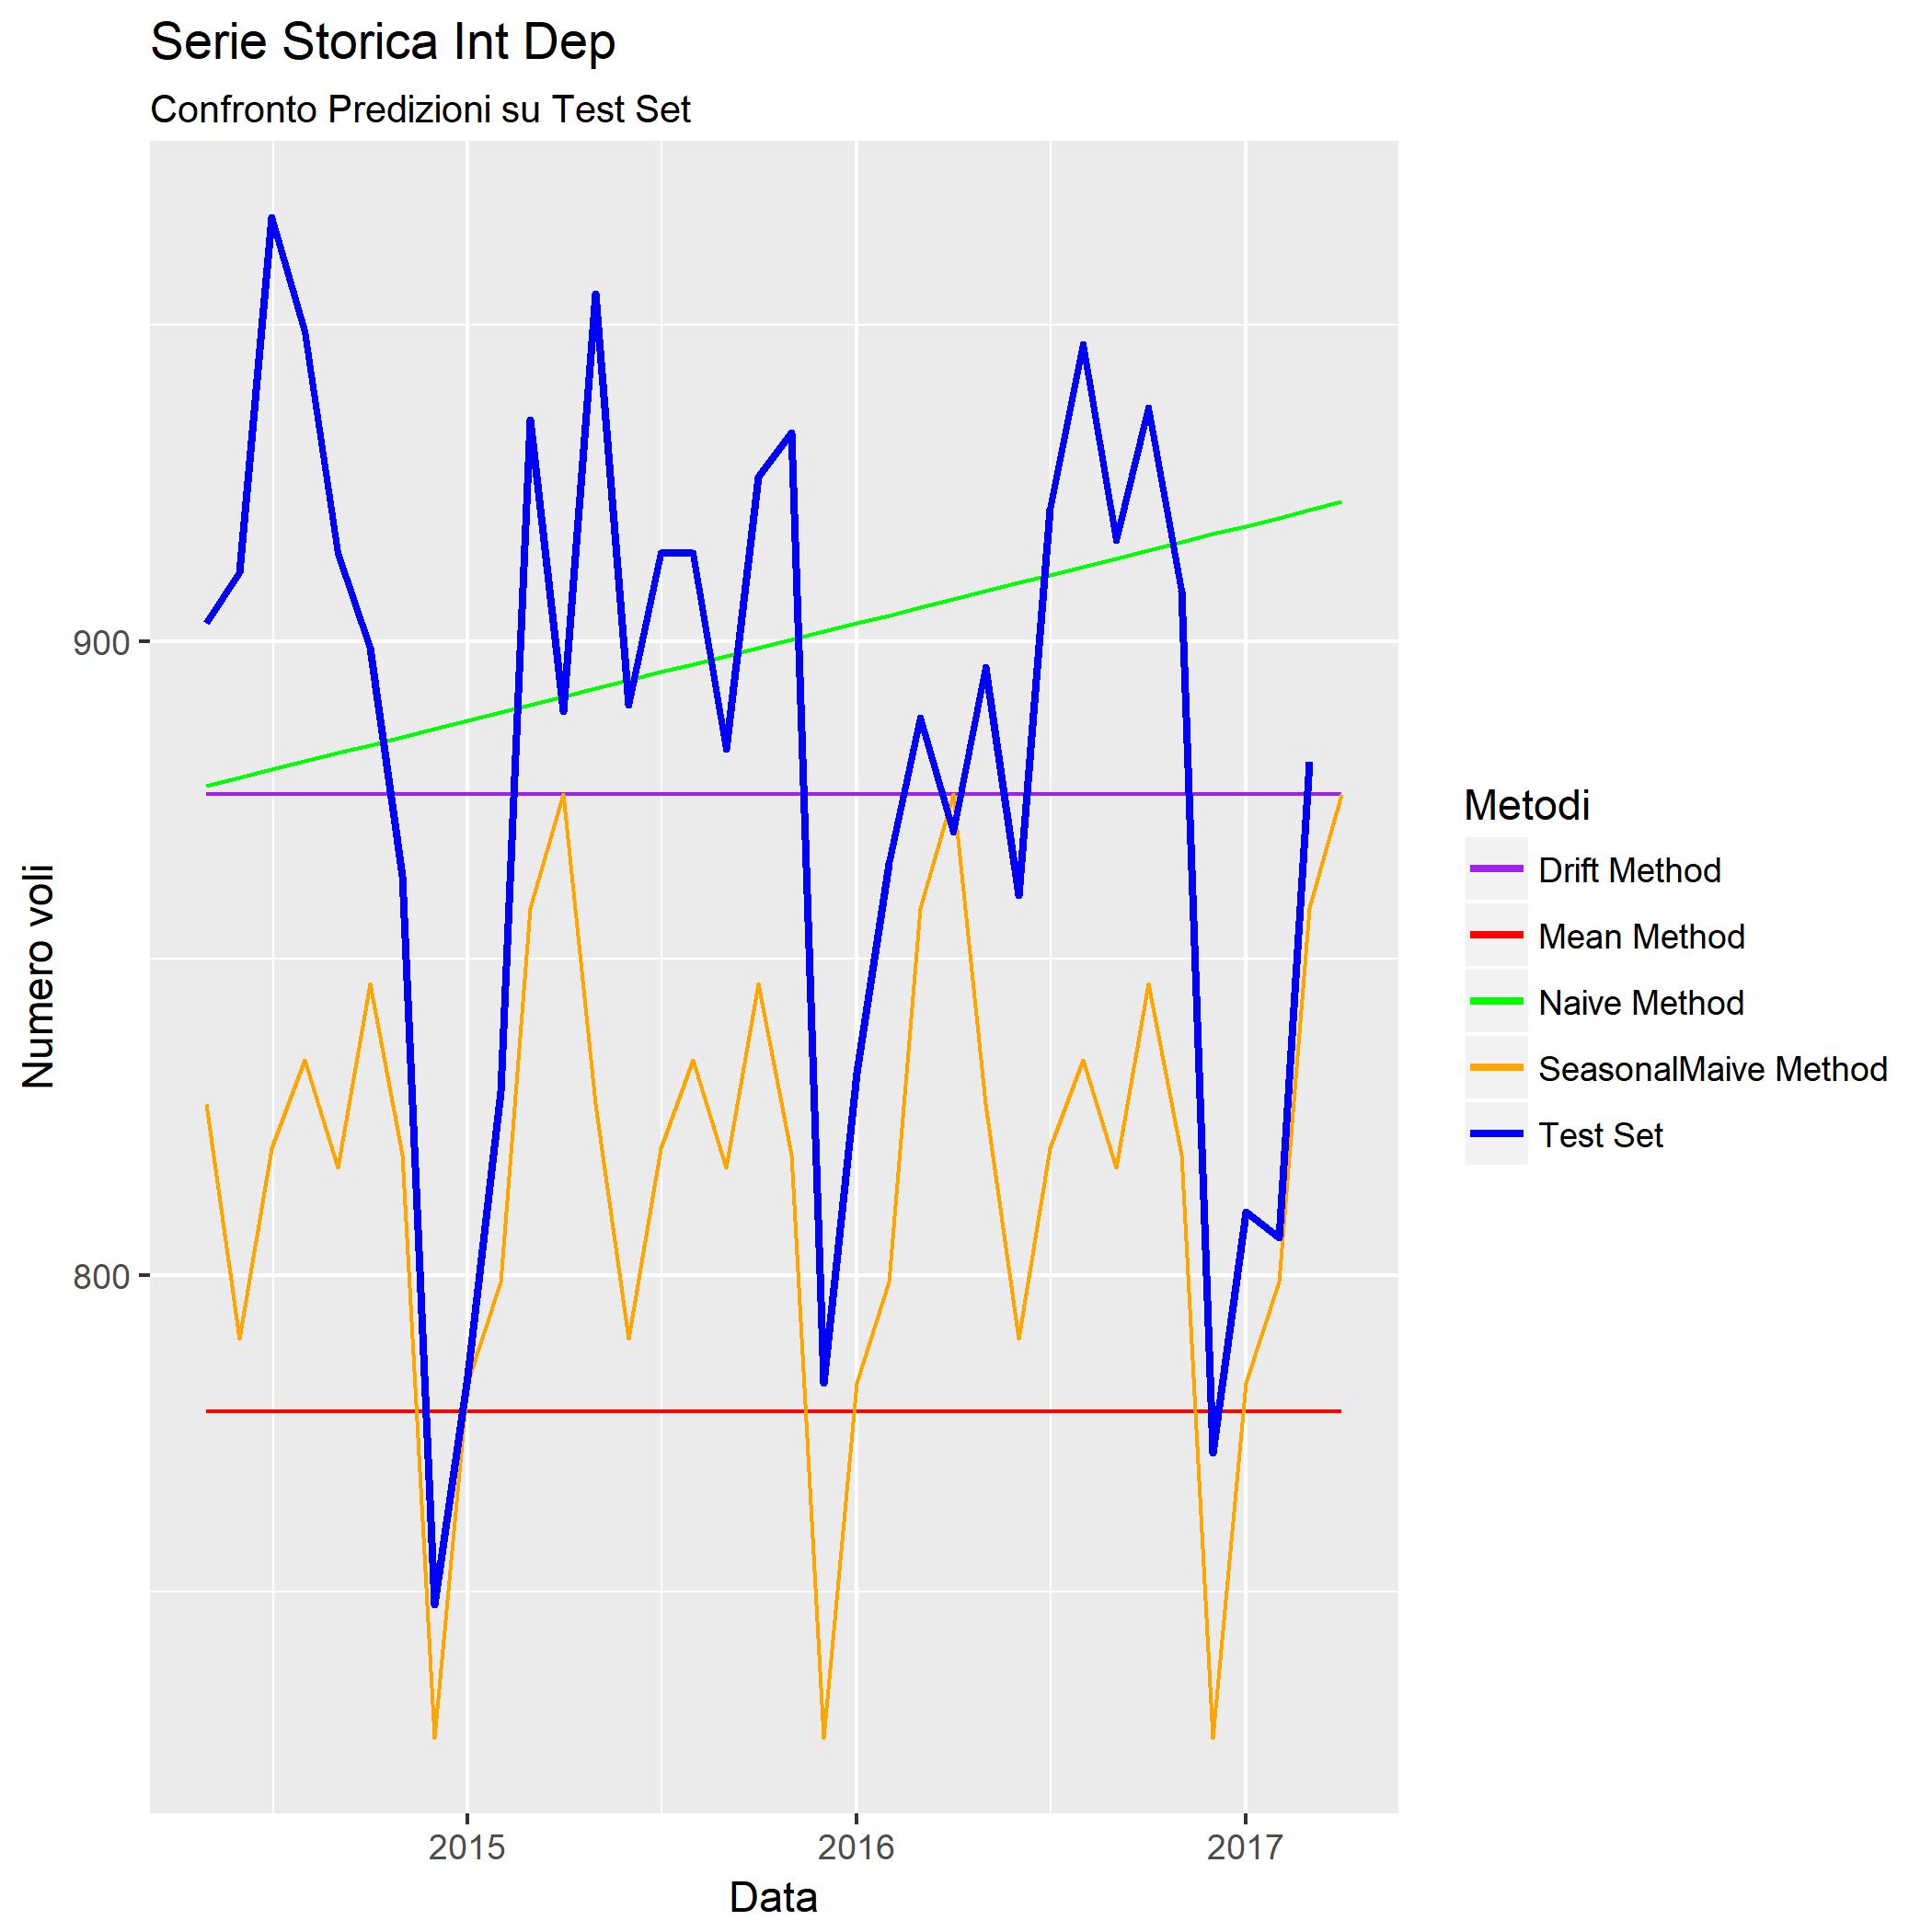 Serie Storica Int Dep
Confronto Predizioni su Test Set
Numero voli
900
800
2015
2016
2017
Data
Metodi
Drift Method
Mean Method
Naive Method
SeasonalMaive Method
Test Set